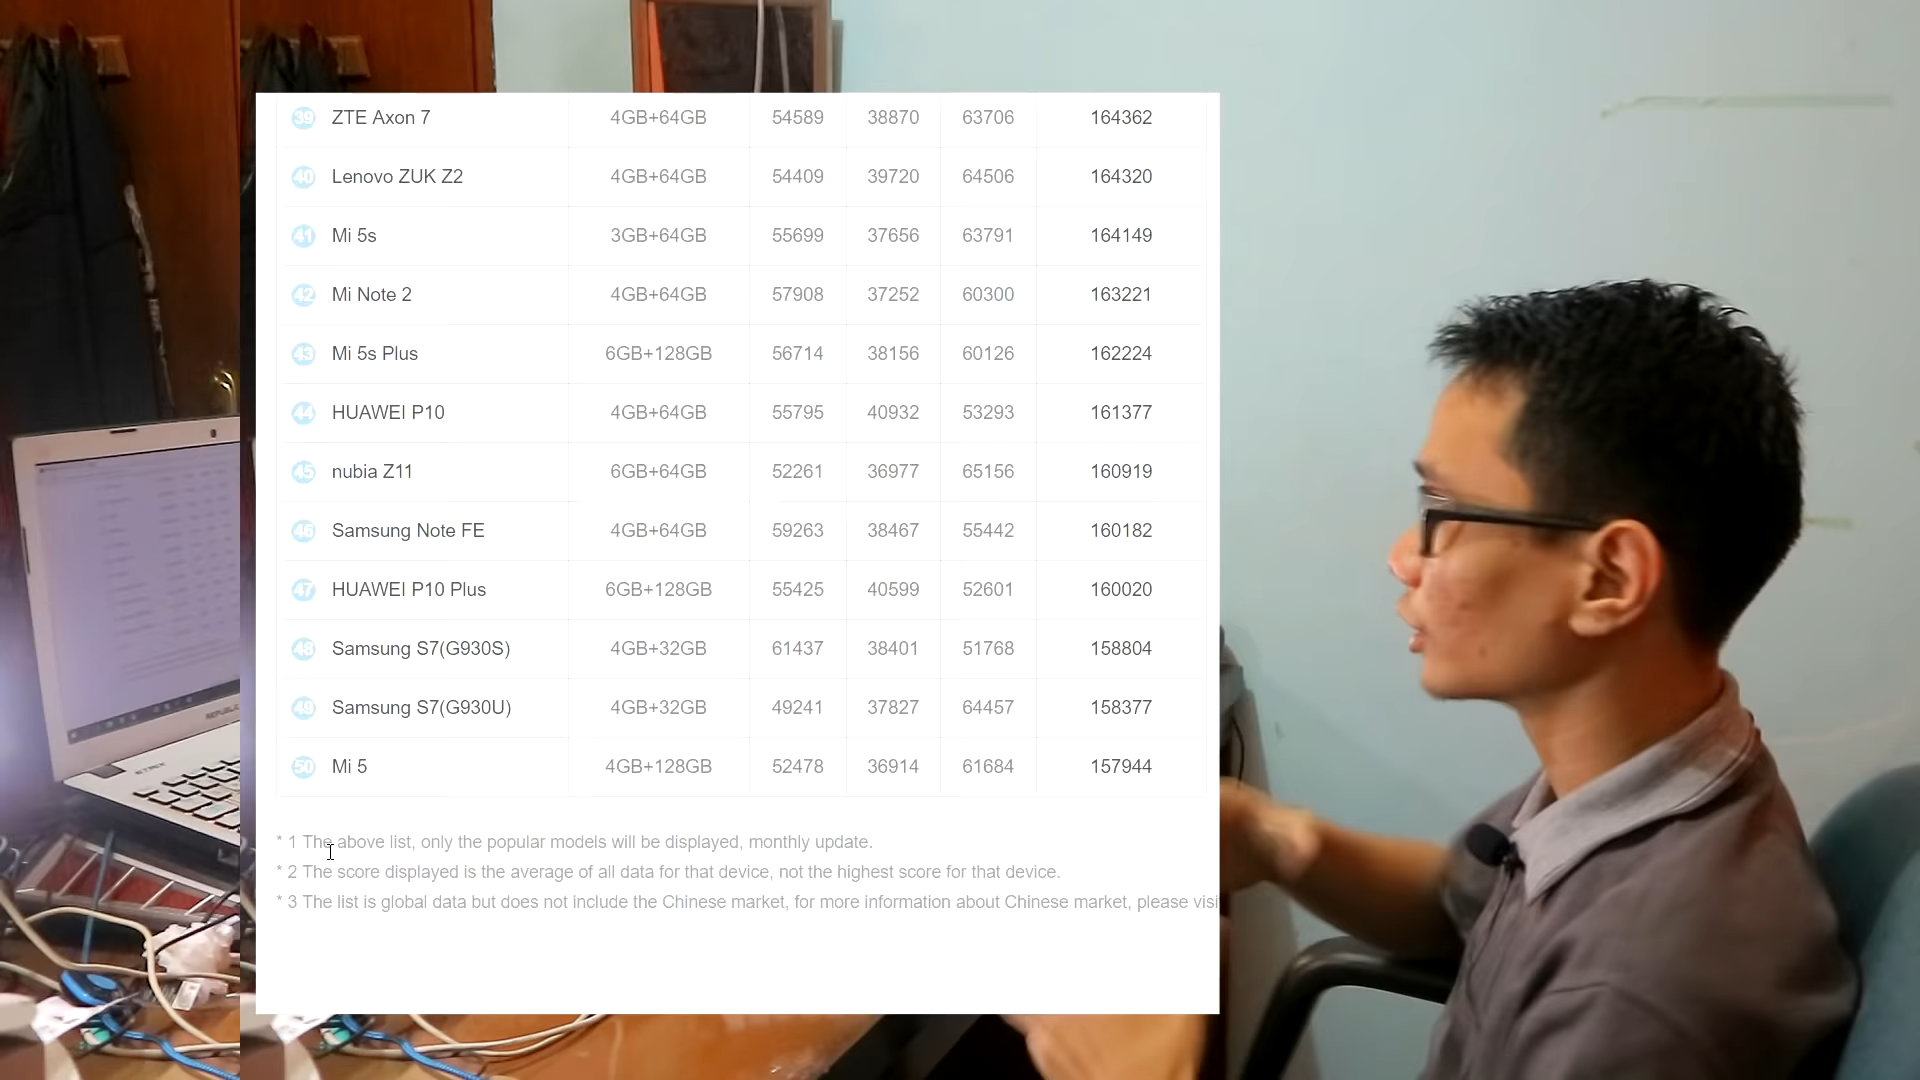 39 ZTE Axon 7 4GB+64GB 54589 38870 63706 164362
40 Lenovo ZUK Z2 4GB+64GB 54409 39720 64506 164320
41 Mi 5s 3GB+64GB 55699 37656 63791 164149
42 Mi Note 2 4GB+64GB 57908 37252 60300 163221
43 Mi 5s Plus 6GB+128GB 56714 38156 60126 162224
44 HUAWEI P10 4GB+64GB 55795 40932 53293 161377
45 nubia Z11 6GB+64GB 52261 36977 65156 160919
46 Samsung Note FE 4GB+64GB 59263 38467 55442 160182
47 HUAWEI P10 Plus 6GB+128GB 55425 40599 52601 160020
48 Samsung S7(G930S) 4GB+32GB 61437 38401 51768 158804
49 Samsung S7(G930U) 4GB+32GB 49241 37827 64457 158377
50 Mi 5 4GB+128GB 52478 36914 61684 157944
* 1 The above list, only the popular models will be displayed, monthly update.
* 2 The score displayed is the average of all data for that device, not the highest score for that device.
* 3 The list is global data but does not include the Chinese market, for more information about Chinese market, please visi